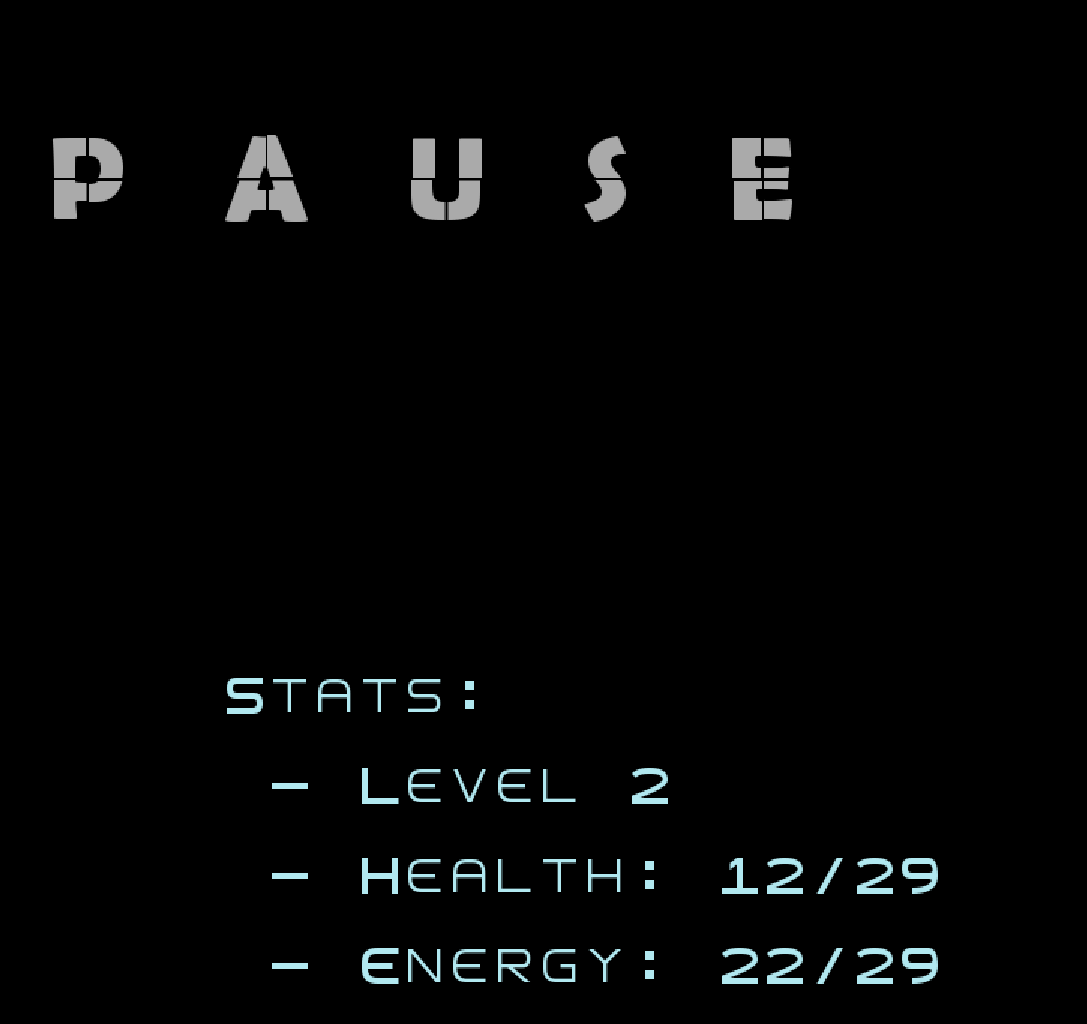 PAUSE
Stats:
- Level 2
- Health: 12/29
- Energy: 22/29